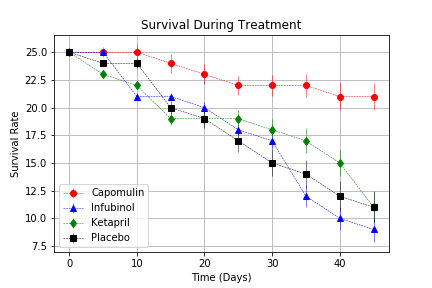 Survival During Treatment
25.0
22.5
20.0
17.5
15.0
12.5
10.0
7.5
Survival Rate
Capomulin
Infubinol
Ketapril
Placebo
0
10
20
30
40
Time (Days)